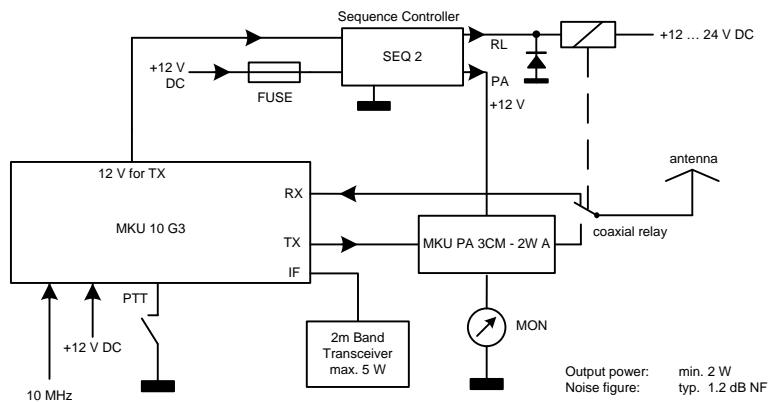 Sequence Controller
SEQ 2
RL
+12 ... 24 V DC
+12 V
DC
FUSE
PA
+12 V
antenna
12 V for TX
RX
MKU 10 G3
TX
MKU PA 3CM - 2W A
coaxial relay
IF
PTT
MON
+12 V DC
2m Band
Transceiver
max. 5 W
10 MHz
Output power: min. 2 W
Noise figure: typ. 1.2 dB NF